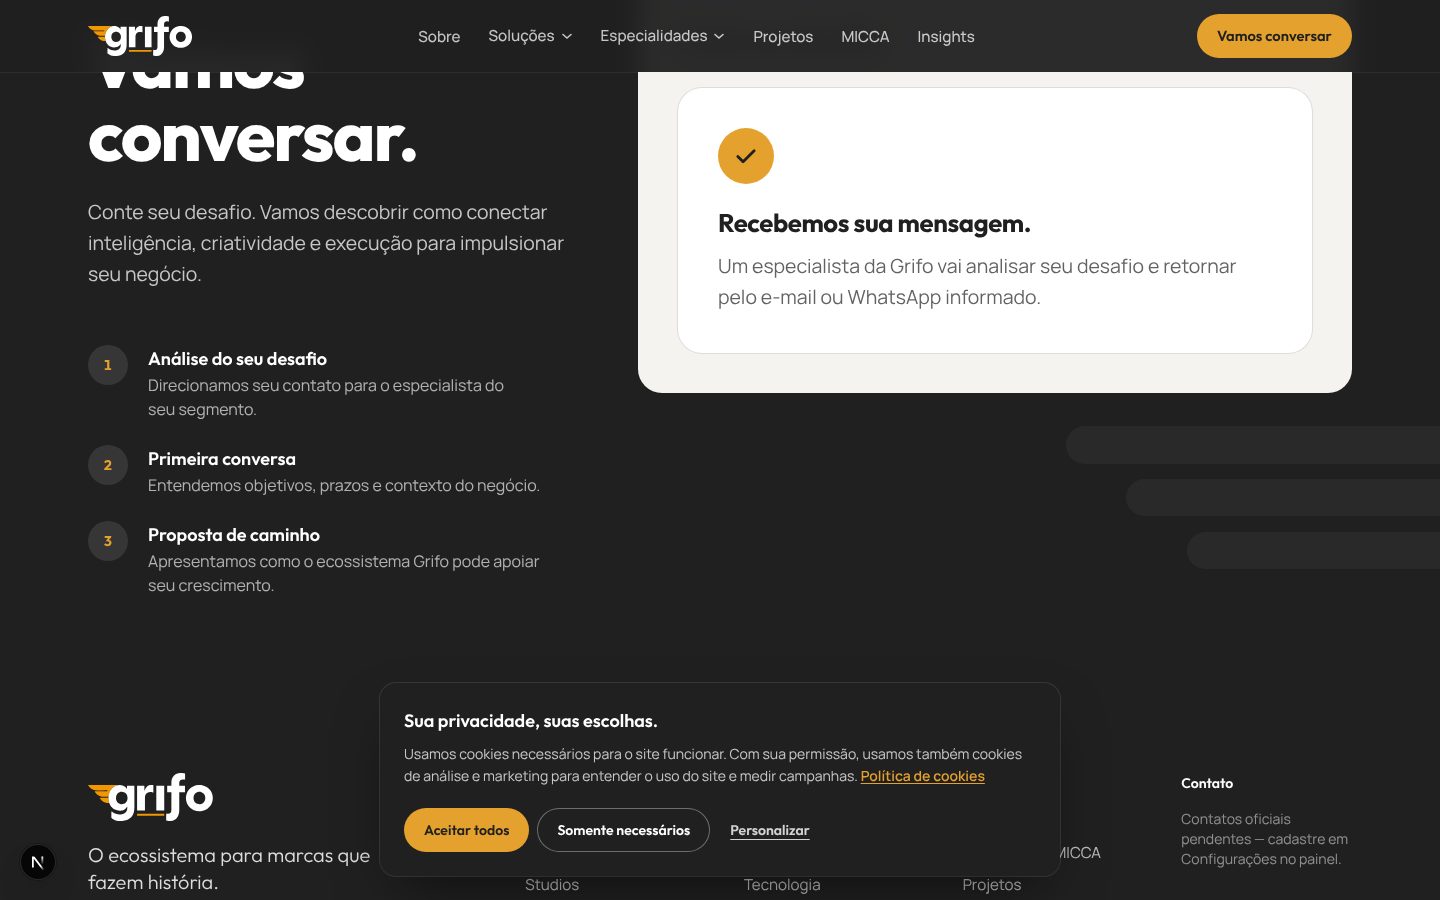 grifo
Sobre
Soluções
Especialidades
Projetos
MICCA
Insights
Vamos conversar
Vamos
conversar.
Conte seu desafio. Vamos descobrir como conectar
inteligência, criatividade e execução para impulsionar
seu negócio.
1
Análise do seu desafio
Direcionamos seu contato para o especialista do
seu segmento.
2
Primeira conversa
Entendemos objetivos, prazos e contexto do negócio.
3
Proposta de caminho
Apresentamos como o ecossistema Grifo pode apoiar
seu crescimento.
Recebemos sua mensagem.
Um especialista da Grifo vai analisar seu desafio e retornar
pelo e-mail ou WhatsApp informado.
Sua privacidade, suas escolhas.
Usamos cookies necessários para o site funcionar. Com sua permissão, usamos também cookies
de análise e marketing para entender o uso do site e medir campanhas. Política de cookies
Aceitar todos
Somente necessários
Personalizar
grifo
O ecossistema para marcas que
fazem história.
Studios
Tecnologia
MICCA
Projetos
Contato
Contatos oficiais
pendentes — cadastre em
Configurações no painel.
N